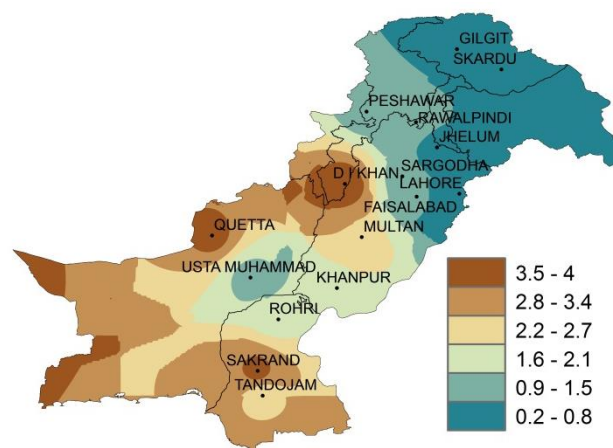 GILGIT
SKARDU
PESHAWAR
RAWALPINDI
JHELUM
SARGODHA
D I KHAN
LAHORE
FAISALABAD
QUETTA
MULTAN
USTA MUHAMMAD
KHANPUR
ROHRI
SAKRAND
TANDOJAM
3.5 - 4
2.8 - 3.4
2.2 - 2.7
1.6 - 2.1
0.9 - 1.5
0.2 - 0.8